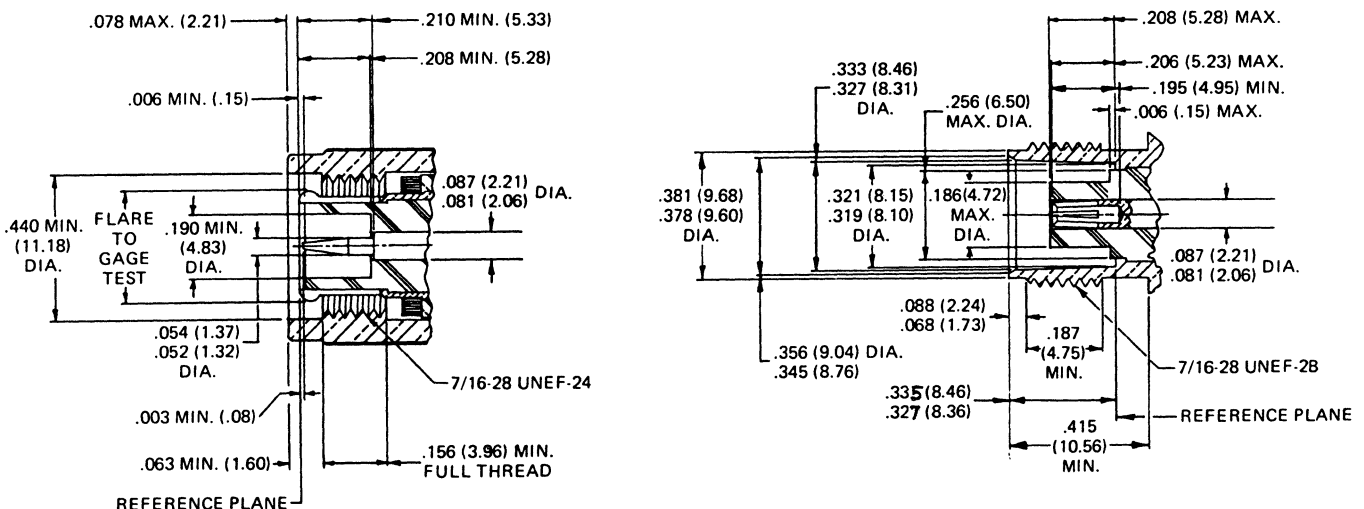 .078 MAX. (2.21)
.210 MIN. (5.33)
.208 MIN. (5.28)
.006 MIN. (.15)
.087 (2.21)
.081 (2.06)
DIA.
.440 MIN.
(11.18)
DIA.
FLARE
TO
GAGE
TEST
.190 MIN.
(4.83)
DIA.
.054 (1.37)
.052 (1.32)
DIA.
7/16-28 UNEF-24
.003 MIN. (.08)
.063 MIN. (1.60)
.156 (3.96) MIN.
FULL THREAD
REFERENCE PLANE
.208 (5.28) MAX.
.206 (5.23) MAX.
.195 (4.95) MIN.
.006 (.15) MAX.
.333 (8.46)
.327 (8.31)
DIA.
.256 (6.50)
MAX. DIA.
.381 (9.68)
.378 (9.60)
DIA.
.321 (8.15)
.319 (8.10)
DIA.
.186(4.72)
MAX.
DIA.
.087 (2.21)
.081 (2.06)
DIA.
.088 (2.24)
.068 (1.73)
.356 (9.04) DIA.
.345 (8.76)
.187
(4.75)
MIN.
7/16-28 UNEF-2B
.335(8.46)
.327 (8.36)
REFERENCE PLANE
.415
(10.56)
MIN.